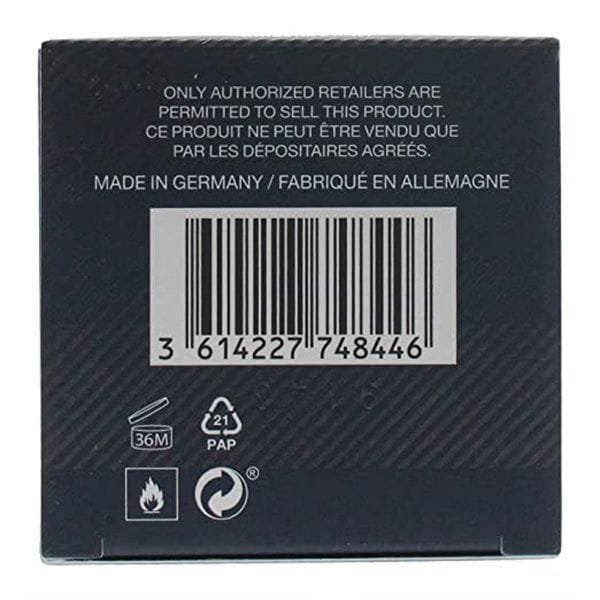 ONLY AUTHORIZED RETAILERS ARE
PERMITTED TO SELL THIS PRODUCT.
CE PRODUIT NE PEUT ÊTRE VENDU QUE
PAR LES DÉPOSITAIRES AGRÉÉS.
MADE IN GERMANY / FABRIQUÉ EN ALLEMAGNE
3 614227 748446
36M
21
PAP
®